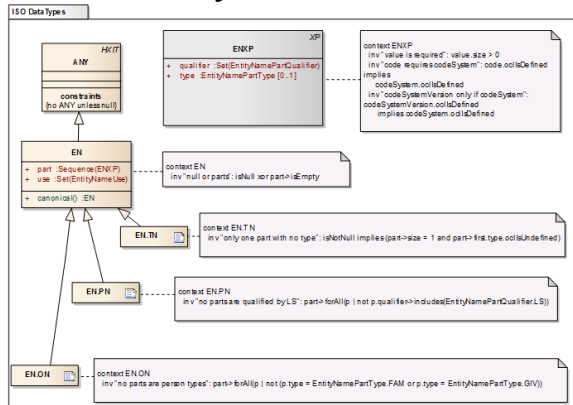 ISO DataTypes
HXIT
ANY
constraints
{no ANY unlessnull}
XP
ENXP
+ qualifier :Set(EntityNamePartQualifier)
+ type :EntityNamePartType [0..1]
context ENXP
inv "value is required": value.size > 0
inv "code requires codeSystem": code.oclIsDefined
implies
codeSystem.oclIsDefined
inv "codeSystemVersion only if codeSystem":
codeSystemVersion.oclIsDefined
implies codeSystem.oclIsDefined
EN
+ part :Sequence(ENXP)
+ use :Set(EntityNameUse)
+ canonical() :EN
context EN
inv "null or parts": isNull xor part->isEmpty
EN.TN
context EN.TN
inv "only one part with no type": isNotNull implies (part->size = 1 and part->first.type.oclIsUndefined)
EN.PN
context EN.PN
inv "no parts are qualified by LS": part->forAll(p | not p.qualifier->includes(EntityNamePartQualifier.LS))
EN.ON
context EN.ON
inv "no parts are person types": part->forAll(p | not (p.type = EntityNamePartType.FAM or p.type = EntityNamePartType.GIV))